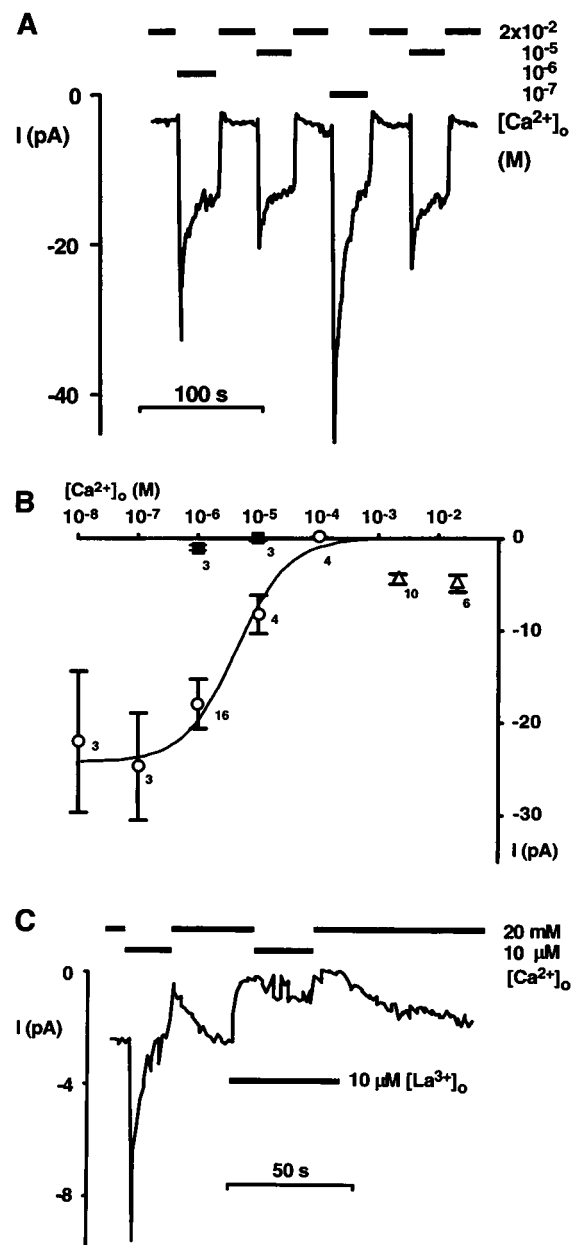 A
2x10-2
10-5
10-6
10-7
0
I (pA)
[Ca2+]o
(M)
-20
-40
100 s
B
[Ca2+]o (M)
10-8 10-7 10-6 10-5 10-4 10-3 10-2
0
3 3 4
10 6
4
-10
16
-20
3
3
-30
I (pA)
C
20 mM
10 µM
[Ca2+]o
0
I (pA)
-4
10 µM [La3+]o
50 s
-8